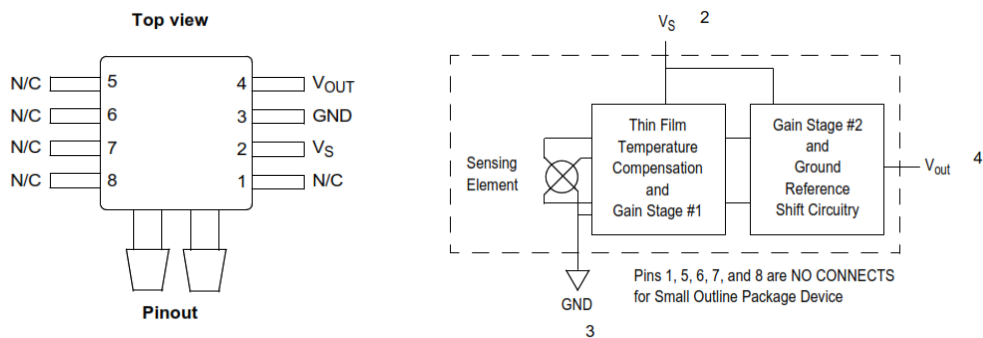 Top view
N/C 5 4 VOUT
N/C 6 3 GND
N/C 7 2 VS
N/C 8 1 N/C
Pinout
VS 2
Sensing
Element
Thin Film
Temperature
Compensation
and
Gain Stage #1
Gain Stage #2
and
Ground
Reference
Shift Circuitry
Vout 4
GND
3
Pins 1, 5, 6, 7, and 8 are NO CONNECTS
for Small Outline Package Device